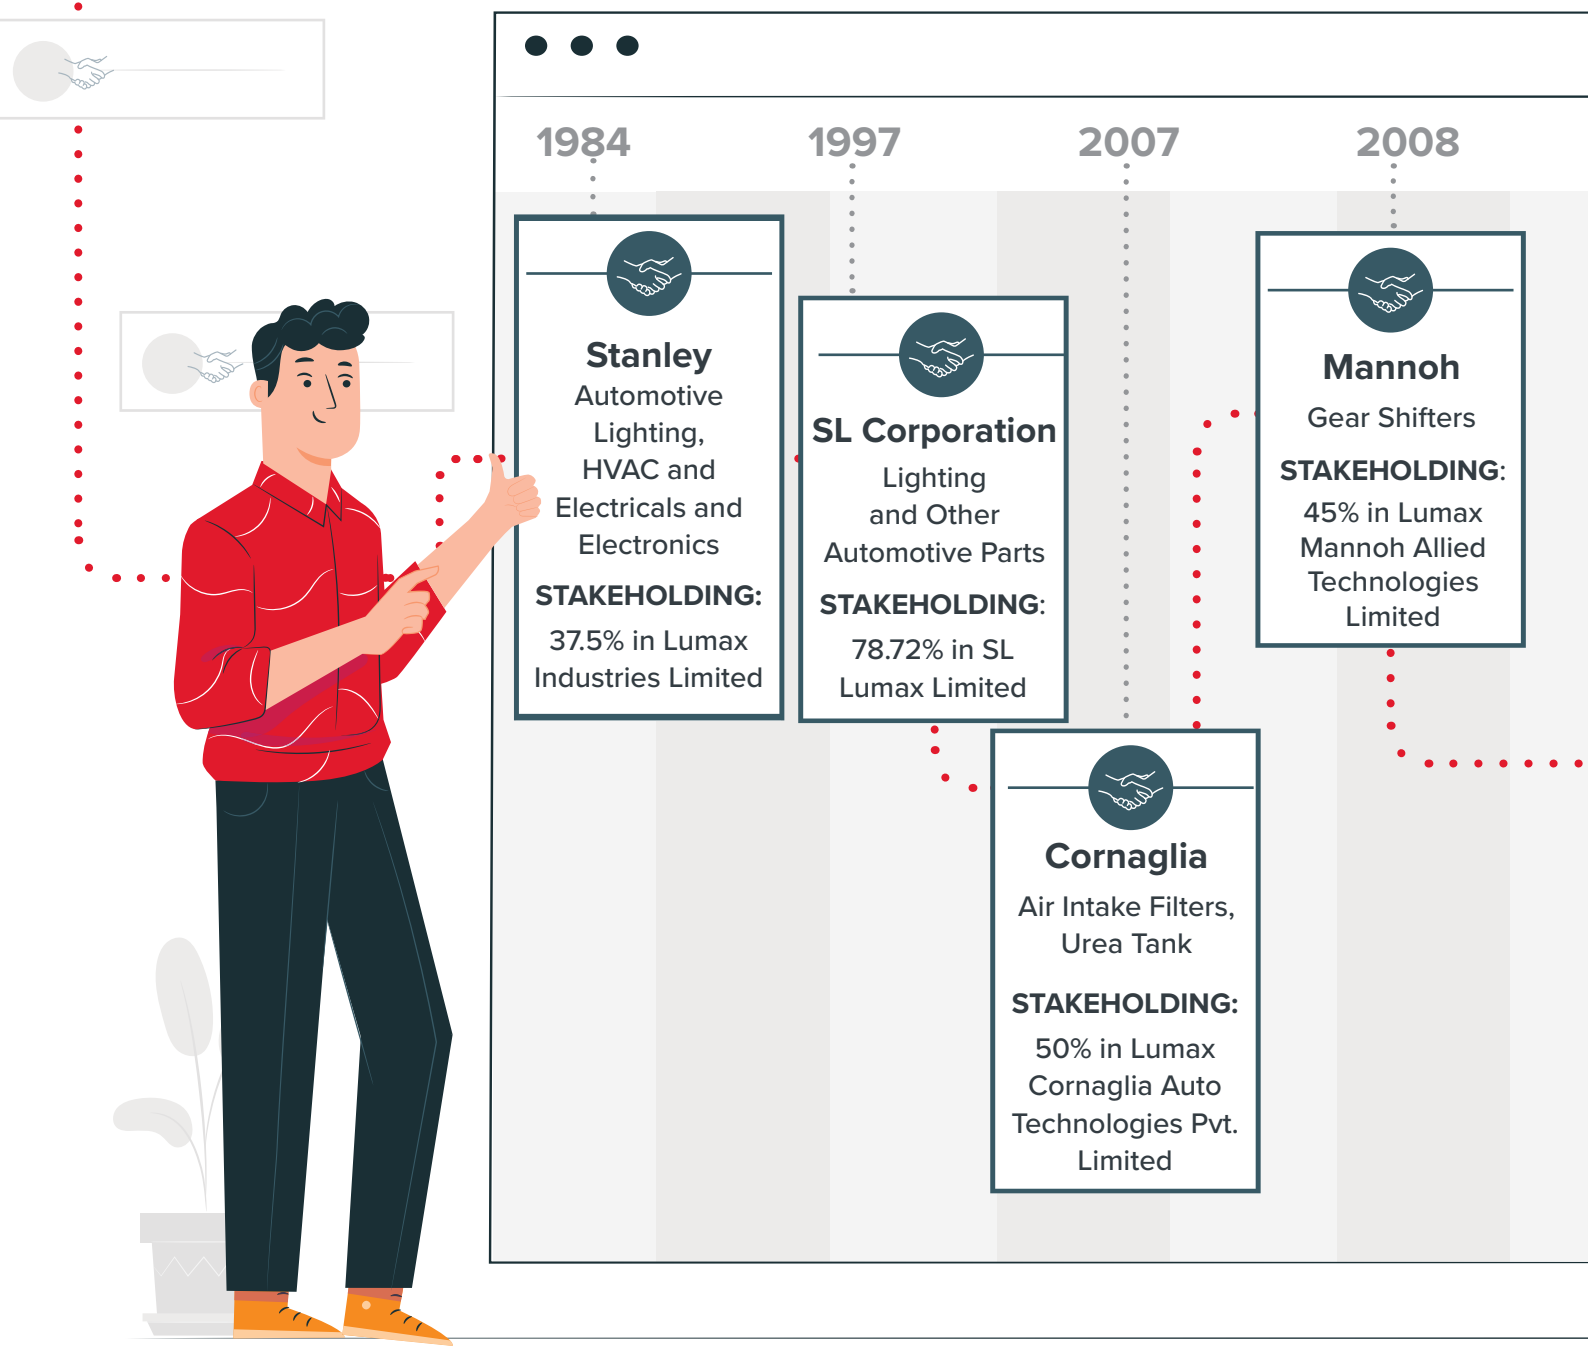 1984
1997
2007
2008
Stanley
Automotive
Lighting,
HVAC and
Electricals and
Electronics
STAKEHOLDING:
37.5% in Lumax
Industries Limited
SL Corporation
Lighting
and Other
Automotive Parts
STAKEHOLDING:
78.72% in SL
Lumax Limited
Cornaglia
Air Intake Filters,
Urea Tank
STAKEHOLDING:
50% in Lumax
Cornaglia Auto
Technologies Pvt.
Limited
Mannoh
Gear Shifters
STAKEHOLDING:
45% in Lumax
Mannoh Allied
Technologies
Limited